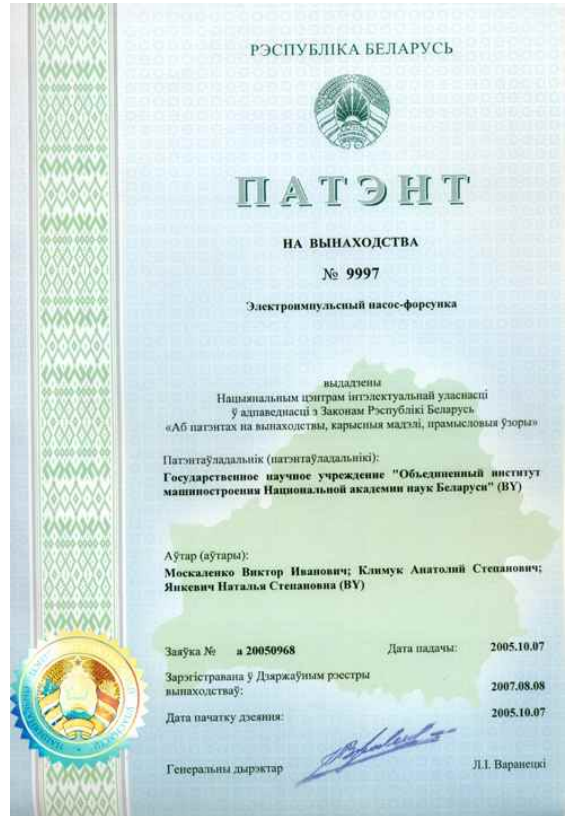 РЭСПУБЛІКА БЕЛАРУСЬ
ПАТЭНТ
НА ВЫНАХОДСТВА
№ 9997
Электроимпульсный насос-форсунка
выдадзены
Нацыянальным цэнтрам інтэлектуальнай уласнасці
ў адпаведнасці з Законам Рэспублікі Беларусь
«Аб патэнтах на вынаходствы, карысныя мадэлі, прамысловыя ўзоры»
Патэнтаўладальнік (патэнтаўладальнікі):
Государственное научное учреждение "Объединенный институт
машиностроения Национальной академии наук Беларуси" (BY)
Аўтар (аўтары):
Москаленко Виктор Иванович; Климук Анатолий Степанович;
Янкевич Наталья Степановна (BY)
Заяўка № а 20050968 Дата падачы: 2005.10.07
Зарэгістравана ў Дзяржаўным рэестры
вынаходстваў: 2007.08.08
Дата пачатку дзеяння: 2005.10.07
Генеральны дырэктар Л.І. Варанецкі